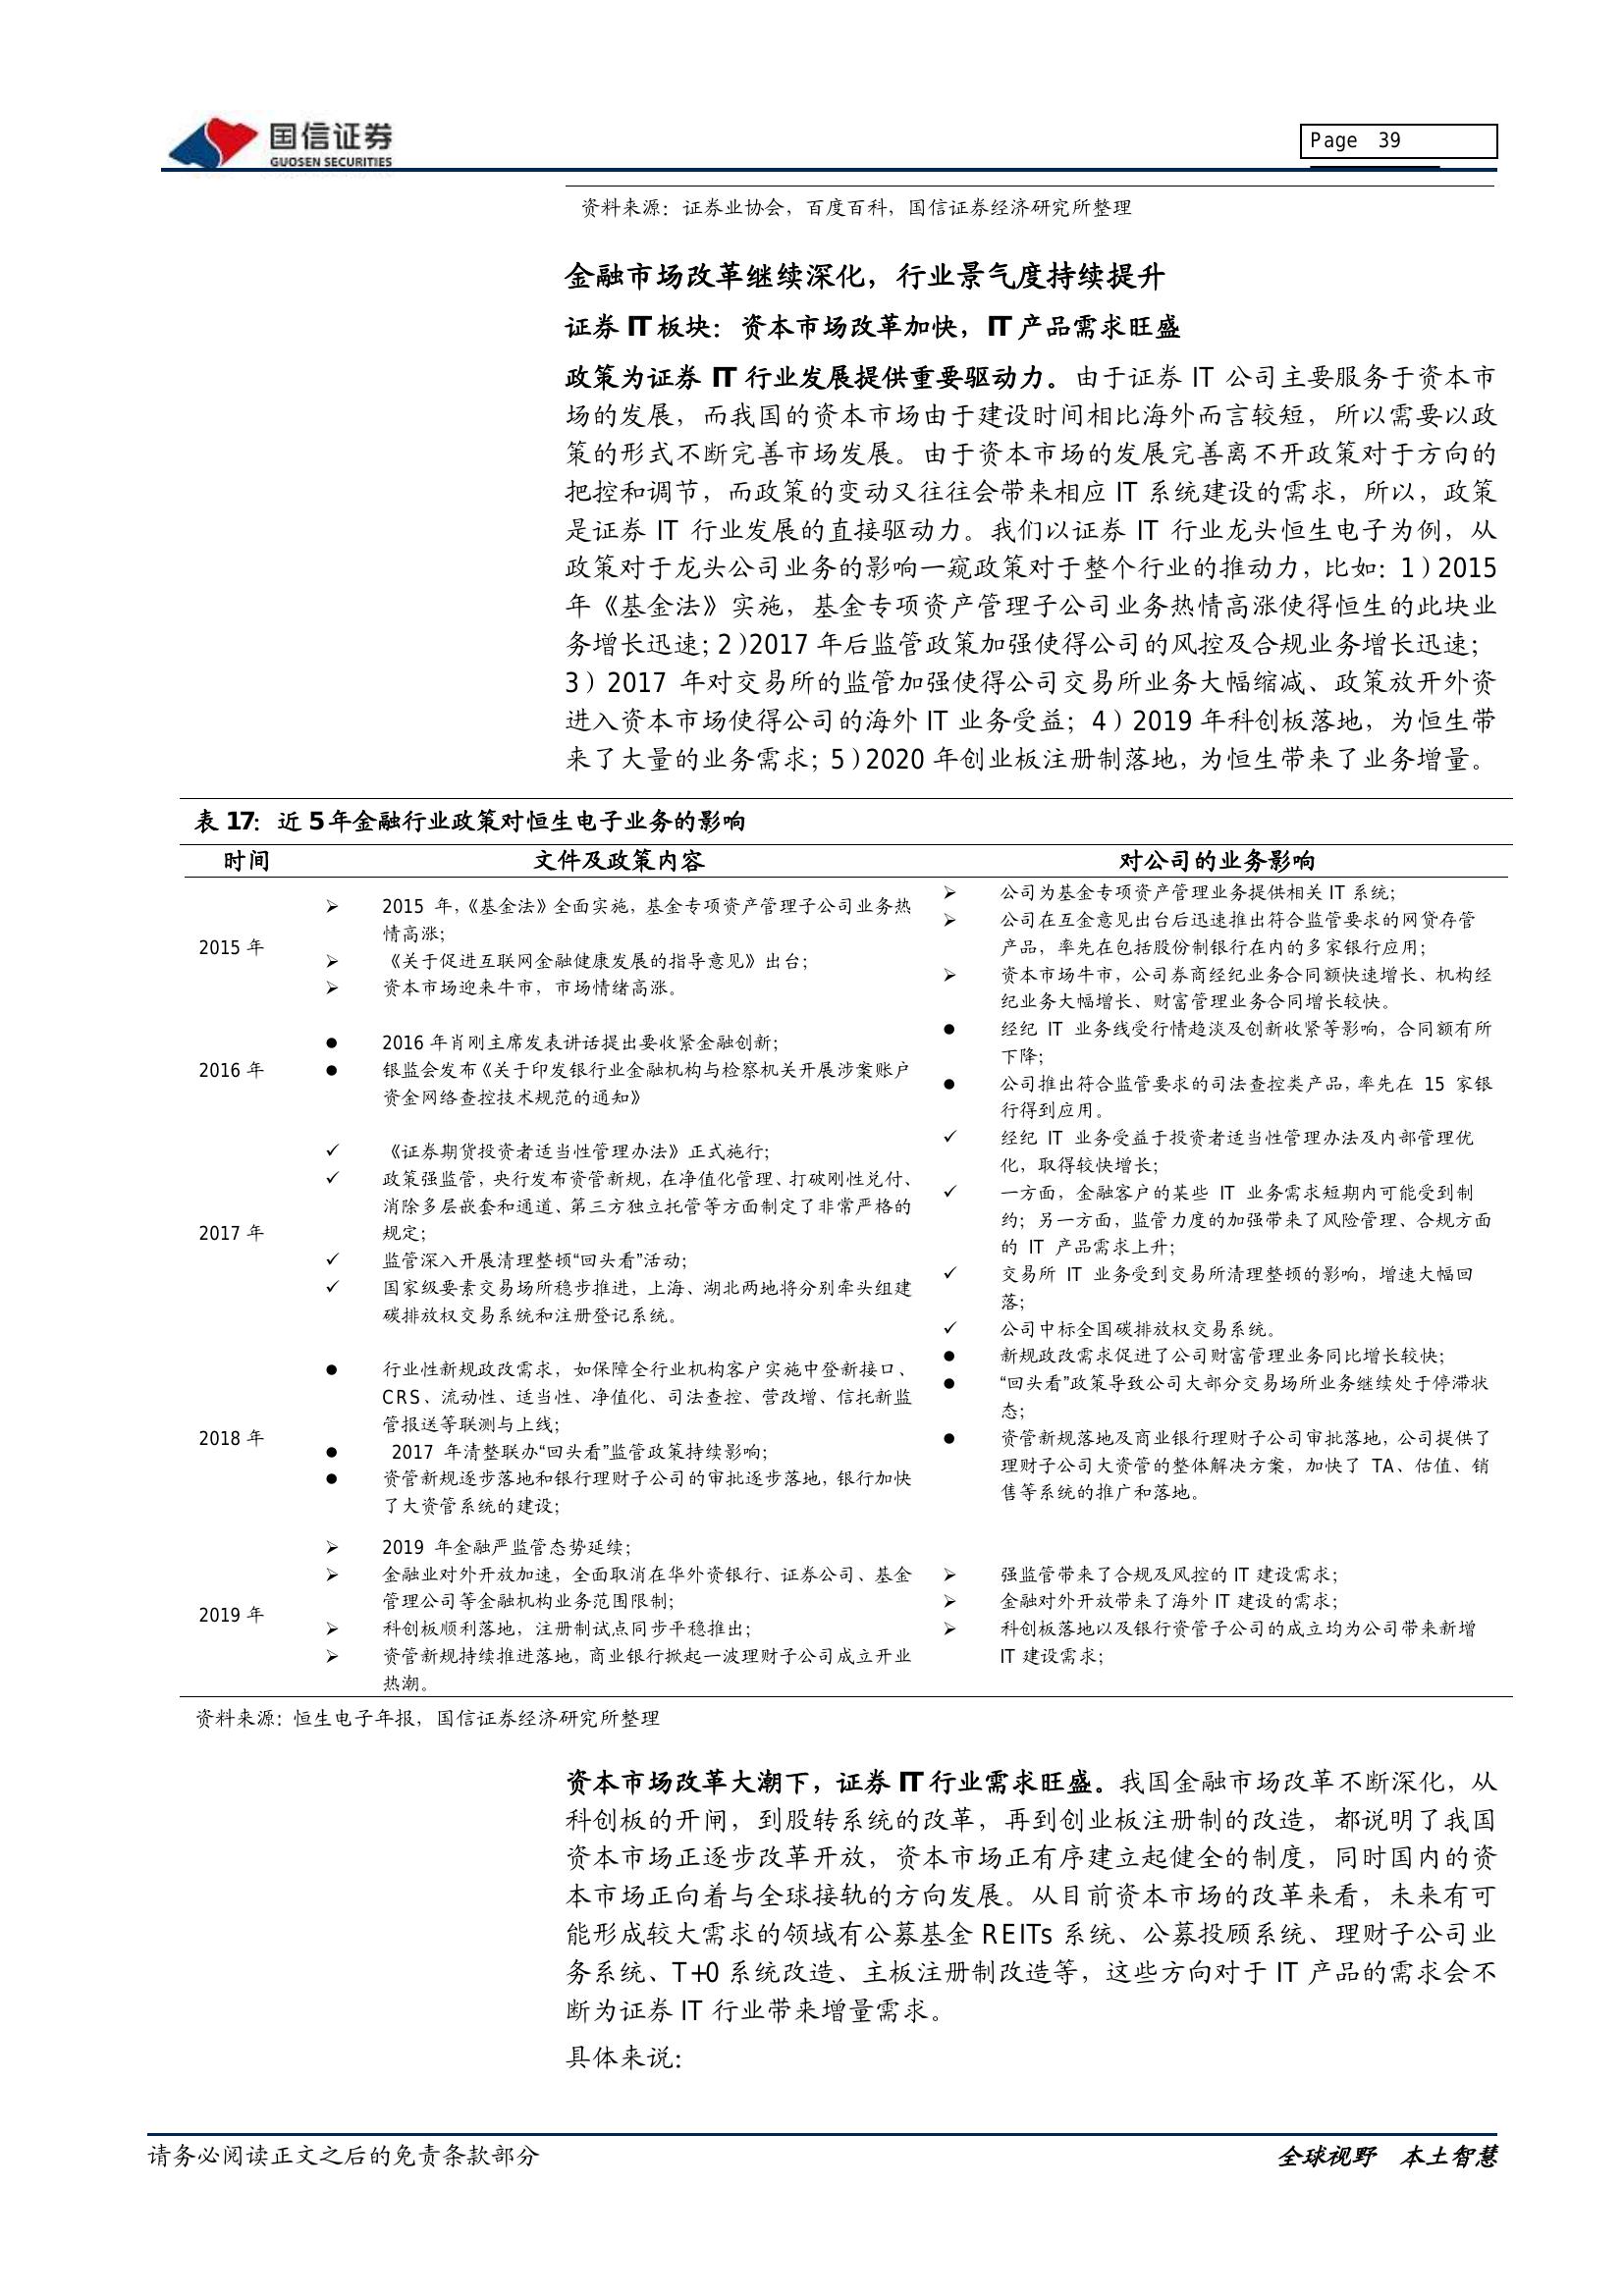 国信证券
GUOSEN SECURITIES
Page 39
资料来源：证券业协会，百度百科，国信证券经济研究所整理
金融市场改革继续深化，行业景气度持续提升
证券 IT 板块：资本市场改革加快，IT 产品需求旺盛
政策为证券 IT 行业发展提供重要驱动力。由于证券 IT 公司主要服务于资本市
场的发展，而我国的资本市场由于建设时间相比海外而言较短，所以需要以政
策的形式不断完善市场发展。由于资本市场的发展完善离不开政策对于方向的
把控和调节，而政策的变动又往往会带来相应 IT 系统建设的需求，所以，政策
是证券 IT 行业发展的直接驱动力。我们以证券 IT 行业龙头恒生电子为例，从
政策对于龙头公司业务的影响一窥政策对于整个行业的推动力，比如：1）2015
年《基金法》实施，基金专项资产管理子公司业务热情高涨使得恒生的此块业
务增长迅速；2）2017 年后监管政策加强使得公司的风控及合规业务增长迅速；
3）2017 年对交易所的监管加强使得公司交易所业务大幅缩减、政策放开外资
进入资本市场使得公司的海外 IT 业务受益；4）2019 年科创板落地，为恒生带
来了大量的业务需求；5）2020 年创业板注册制落地，为恒生带来了业务增量。
表 17：近 5 年金融行业政策对恒生电子业务的影响
时间 文件及政策内容 对公司的业务影响
2015 年
➢ 2015 年，《基金法》全面实施，基金专项资产管理子公司业务热
情高涨；
➢ 《关于促进互联网金融健康发展的指导意见》出台；
➢ 资本市场迎来牛市，市场情绪高涨。
➢ 公司为基金专项资产管理业务提供相关 IT 系统；
➢ 公司在互金意见出台后迅速推出符合监管要求的网贷存管
产品，率先在包括股份制银行在内的多家银行应用；
➢ 资本市场牛市，公司券商经纪业务合同额快速增长、机构经
纪业务大幅增长、财富管理业务合同增长较快。
2016 年
● 2016 年肖刚主席发表讲话提出要收紧金融创新；
● 银监会发布《关于印发银行业金融机构与检察机关开展涉案账户
资金网络查控技术规范的通知》
● 经纪 IT 业务线受行情趋淡及创新收紧等影响，合同额有所
下降；
● 公司推出符合监管要求的司法查控类产品，率先在 15 家银
行得到应用。
2017 年
✓ 《证券期货投资者适当性管理办法》正式施行；
✓ 政策强监管，央行发布资管新规，在净值化管理、打破刚性兑付、
消除多层嵌套和通道、第三方独立托管等方面制定了非常严格的
规定；
✓ 监管深入开展清理整顿“回头看”活动；
✓ 国家级要素交易场所稳步推进，上海、湖北两地将分别牵头组建
碳排放权交易系统和注册登记系统。
✓ 经纪 IT 业务受益于投资者适当性管理办法及内部管理优
化，取得较快增长；
✓ 一方面，金融客户的某些 IT 业务需求短期内可能受到制
约；另一方面，监管力度的加强带来了风险管理、合规方面
的 IT 产品需求上升；
✓ 交易所 IT 业务受到交易所清理整顿的影响，增速大幅回
落；
✓ 公司中标全国碳排放权交易系统。
2018 年
● 行业性新规政改需求，如保障全行业机构客户实施中登新接口、
CRS、流动性、适当性、净值化、司法查控、营改增、信托新监
管报送等联测与上线；
● 2017 年清整联办“回头看”监管政策持续影响；
● 资管新规逐步落地和银行理财子公司的审批逐步落地，银行加快
了大资管系统的建设；
● 新规政改需求促进了公司财富管理业务同比增长较快；
● “回头看”政策导致公司大部分交易场所业务继续处于停滞状
态；
● 资管新规落地及商业银行理财子公司审批落地，公司提供了
理财子公司大资管的整体解决方案，加快了 TA、估值、销
售等系统的推广和落地。
2019 年
➢ 2019 年金融严监管态势延续；
➢ 金融业对外开放加速，全面取消在华外资银行、证券公司、基金
管理公司等金融机构业务范围限制；
➢ 科创板顺利落地，注册制试点同步平稳推出；
➢ 资管新规持续推进落地，商业银行掀起一波理财子公司成立开业
热潮。
➢ 强监管带来了合规及风控的 IT 建设需求；
➢ 金融对外开放带来了海外 IT 建设的需求；
➢ 科创板落地以及银行资管子公司的成立均为公司带来新增
IT 建设需求；
资料来源：恒生电子年报，国信证券经济研究所整理
资本市场改革大潮下，证券 IT 行业需求旺盛。我国金融市场改革不断深化，从
科创板的开闸，到股转系统的改革，再到创业板注册制的改造，都说明了我国
资本市场正逐步改革开放，资本市场正有序建立起健全的制度，同时国内的资
本市场正向着与全球接轨的方向发展。从目前资本市场的改革来看，未来有可
能形成较大需求的领域有公募基金 REITs 系统、公募投顾系统、理财子公司业
务系统、T+0 系统改造、主板注册制改造等，这些方向对于 IT 产品的需求会不
断为证券 IT 行业带来增量需求。
具体来说：
请务必阅读正文之后的免责条款部分
全球视野 本土智慧